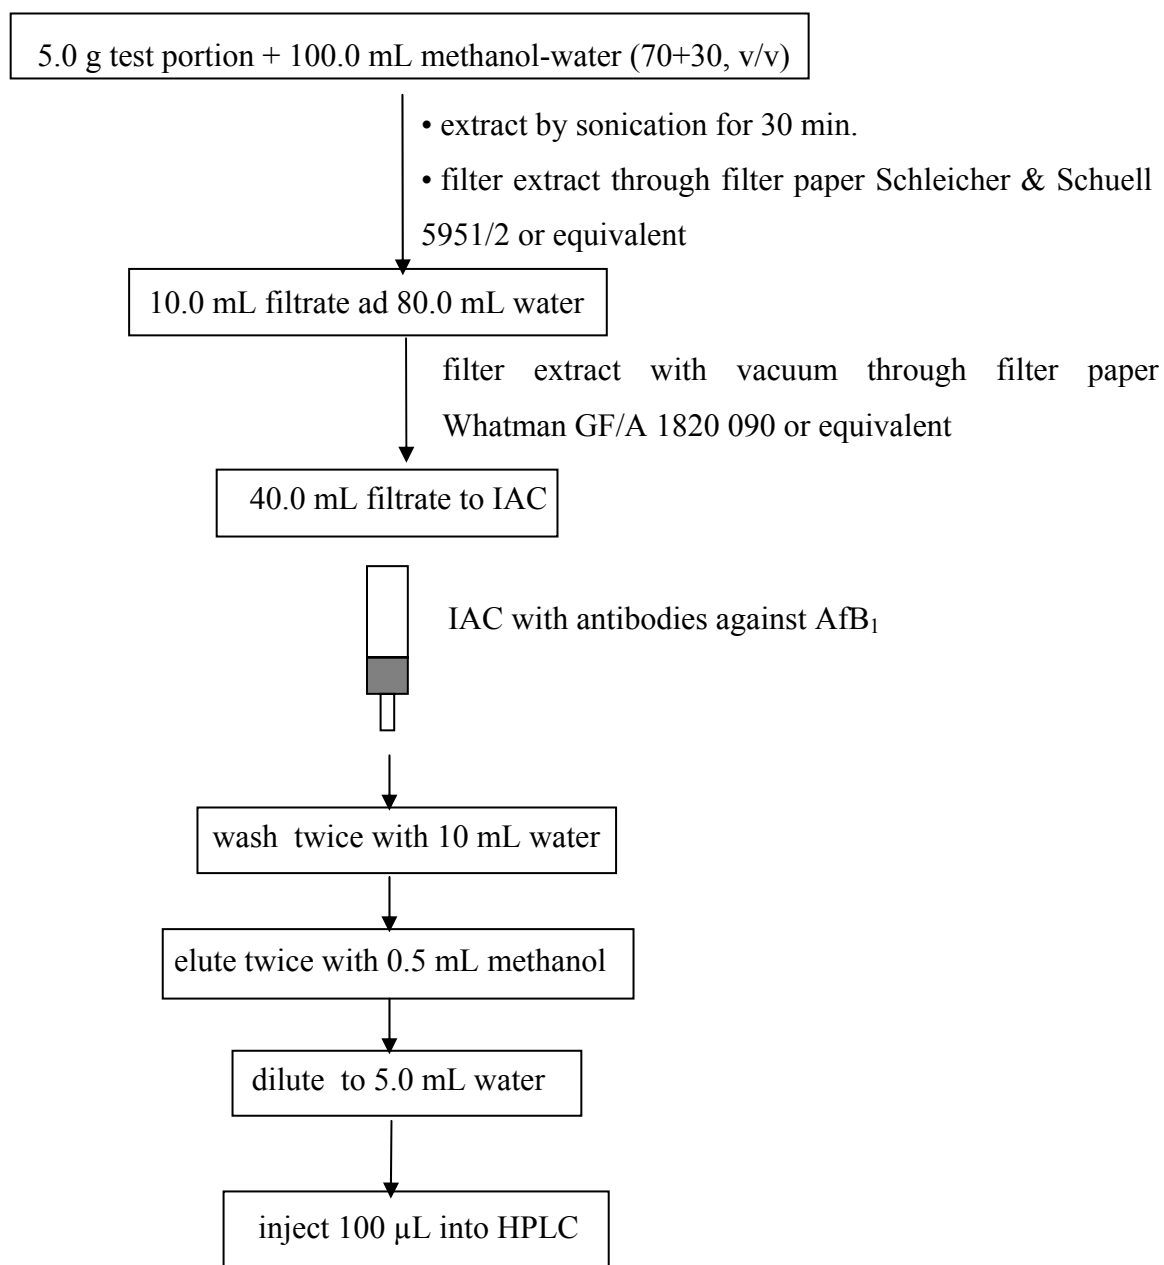 5.0 g test portion + 100.0 mL methanol-water (70+30, v/v)
• extract by sonication for 30 min.
• filter extract through filter paper Schleicher & Schuell
5951/2 or equivalent
10.0 mL filtrate ad 80.0 mL water
filter extract with vacuum through filter paper
Whatman GF/A 1820 090 or equivalent
40.0 mL filtrate to IAC
IAC with antibodies against AfB₁
wash twice with 10 mL water
elute twice with 0.5 mL methanol
dilute to 5.0 mL water
inject 100 µL into HPLC